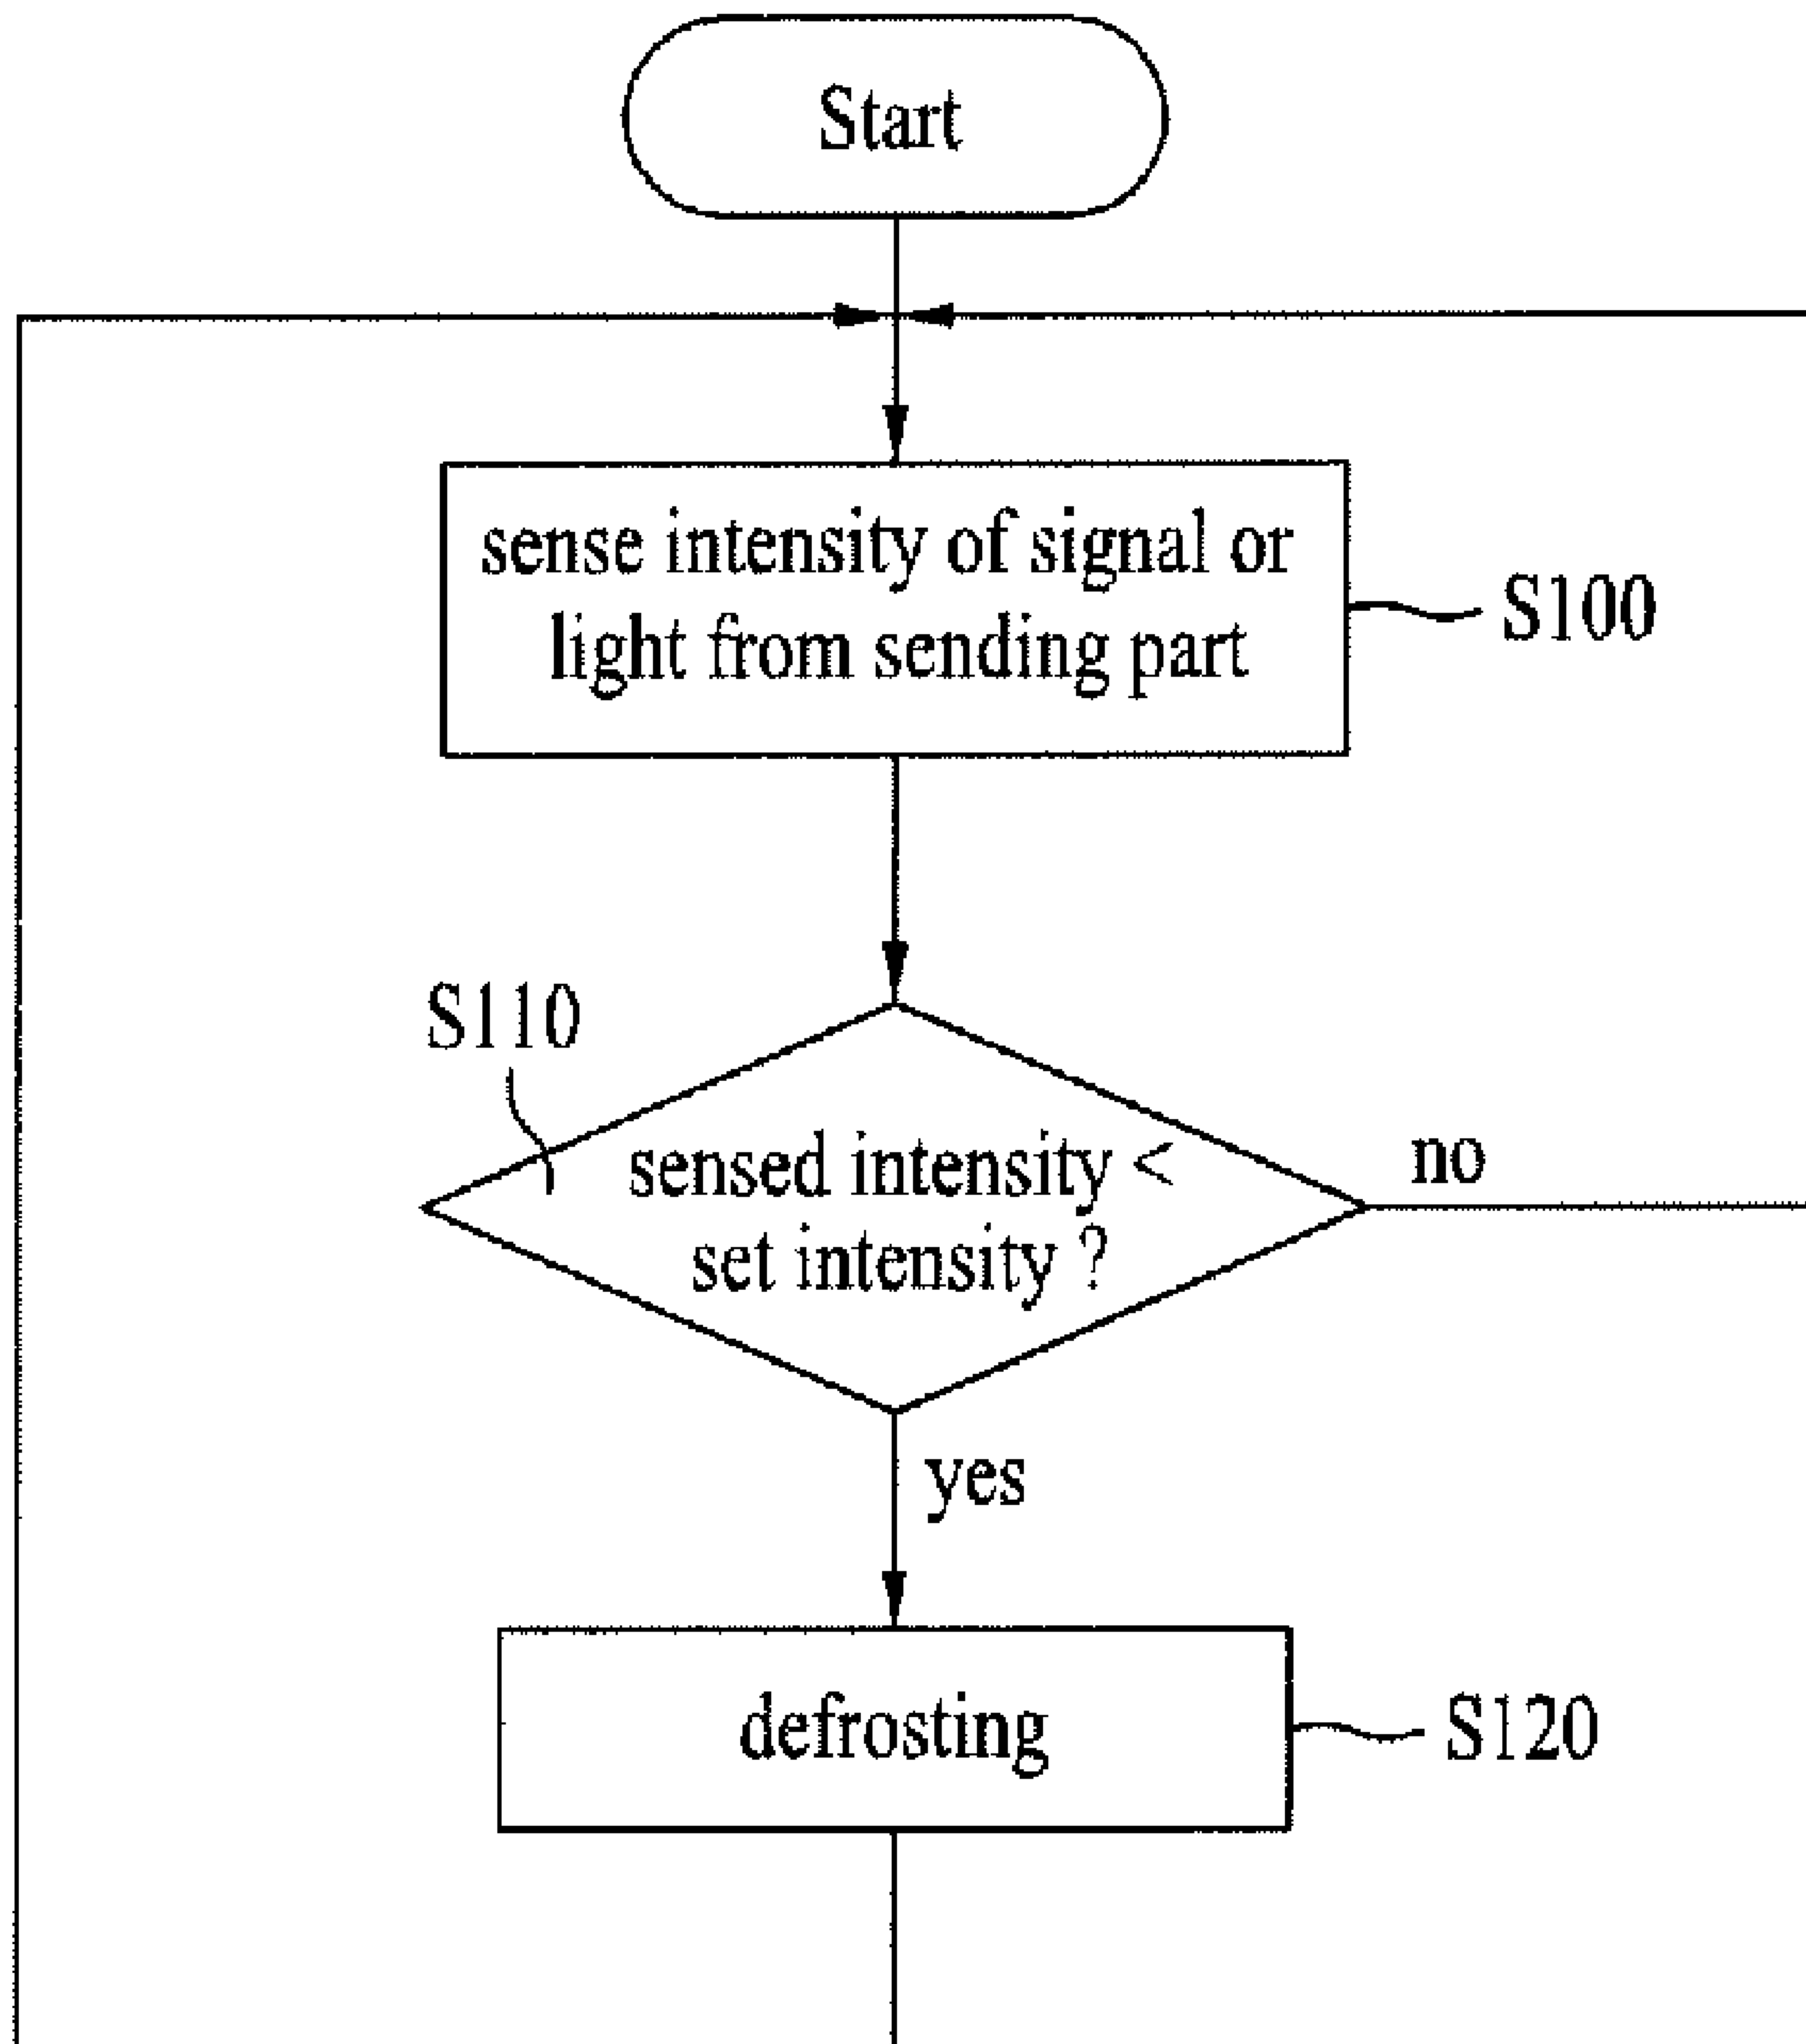 Start
sense intensity of signal or
light from sending part
S100
S110
sensed intensity <
set intensity ?
no
yes
defrosting
S120